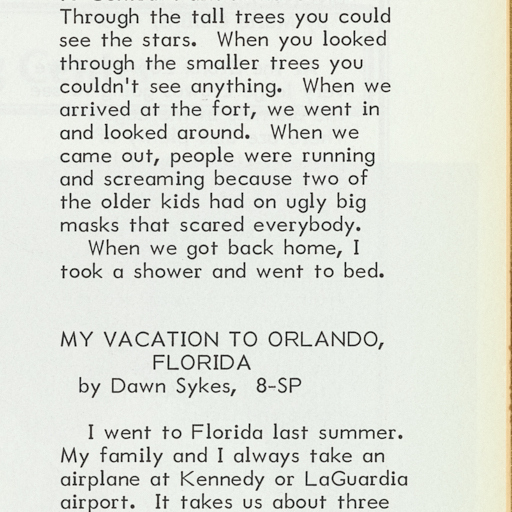 Through the tall trees you could
see the stars. When you looked
through the smaller trees you
couldn't see anything. When we
arrived at the fort, we went in
and looked around. When we
came out, people were running
and screaming because two of
the older kids had on ugly big
masks that scared everybody.
When we got back home, I
took a shower and went to bed.
MY VACATION TO ORLANDO,
FLORIDA
by Dawn Sykes, 8-SP
I went to Florida last summer.
My family and I always take an
airplane at Kennedy or LaGuardia
airport. It takes us about three